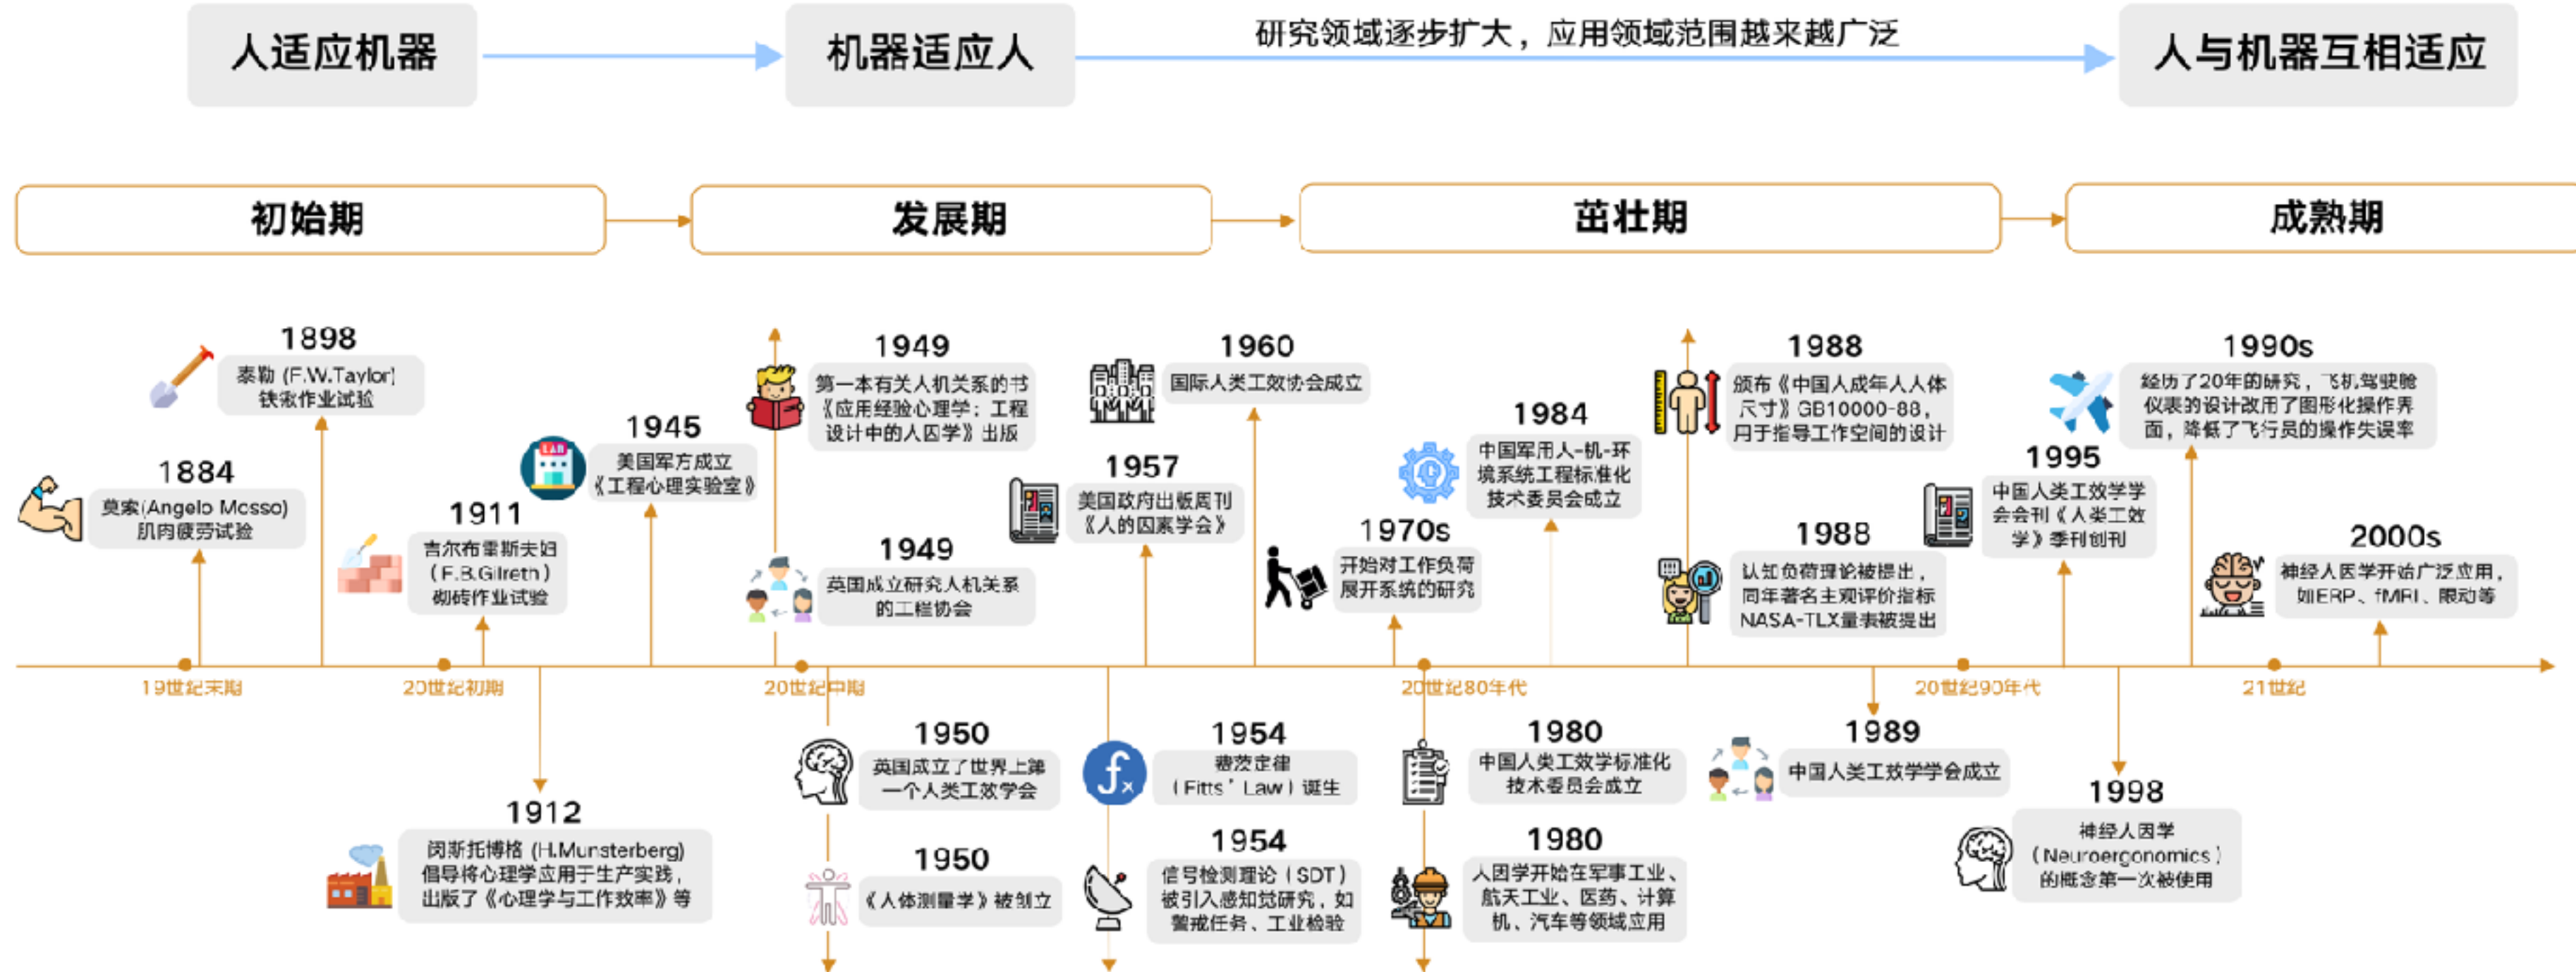 人适应机器
机器适应人
研究领域逐步扩大，应用领域范围越来越广泛
人与机器互相适应
初始期
发展期
茁壮期
成熟期
1884
莫索(Angelo Mosso)
肌肉疲劳试验
1898
泰勒 (F.W.Taylor)
铁锹作业试验
1911
吉尔布雷斯夫妇
（F.B.Gilreth）
砌砖作业试验
1945
美国军方成立
《工程心理实验室》
1949
第一本有关人机关系的书
《应用经验心理学：工程
设计中的人因学》出版
1949
英国成立研究人机关系
的工程协会
1957
美国政府出版周刊
《人的因素学会》
1960
国际人类工效协会成立
1970s
开始对工作负荷
展开系统的研究
1984
中国军用人-机-环
境系统工程标准化
技术委员会成立
1988
颁布《中国人成年人人体
尺寸》GB10000-88，
用于指导工作空间的设计
1988
认知负荷理论被提出，
同年著名主观评价指标
NASA-TLX量表被提出
1995
中国人类工效学学
会会刊《人类工效
学》季刊创刊
1990s
经历了20年的研究，飞机驾驶舱
仪表的设计改用了图形化操作界
面，降低了飞行员的操作失误率
2000s
神经人因学开始广泛应用，
如ERP、fMRI、眼动等
19世纪末期
20世纪初期
20世纪中期
20世纪80年代
20世纪90年代
21世纪
1912
闵斯托博格 (H.Munsterberg)
倡导将心理学应用于生产实践，
出版了《心理学与工作效率》等
1950
英国成立了世界上第
一个人类工效学会
1950
《人体测量学》被创立
1954
费茨定律
（Fitts’Law）诞生
1954
信号检测理论（SDT）
被引入感知觉研究，如
警戒任务、工业检验
1980
中国人类工效学标准化
技术委员会成立
1980
人因学开始在军事工业、
航天工业、医药、计算
机、汽车等领域应用
1989
中国人类工效学学会成立
1998
神经人因学
（Neuroergonomics）
的概念第一次被使用
LAB